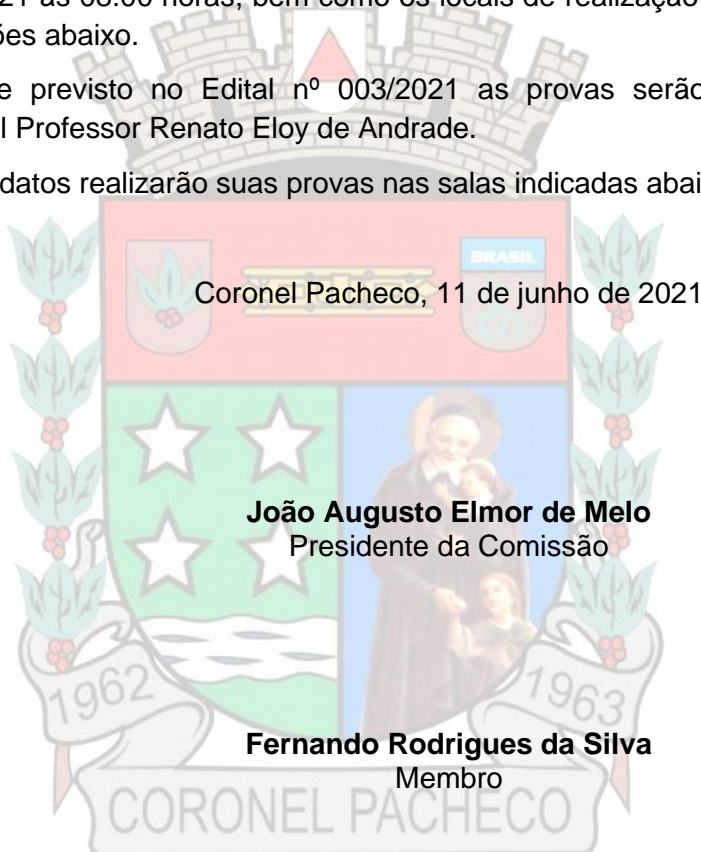 21 às 08:00 horas, bem como os locais de realização
ões abaixo.
e previsto no Edital nº 003/2021 as provas serão
l Professor Renato Eloy de Andrade.
datos realizarão suas provas nas salas indicadas abai
BRASIL
Coronel Pacheco, 11 de junho de 2021
João Augusto Elmor de Melo
Presidente da Comissão
1962
1963
Fernando Rodrigues da Silva
Membro
CORONEL PACHECO